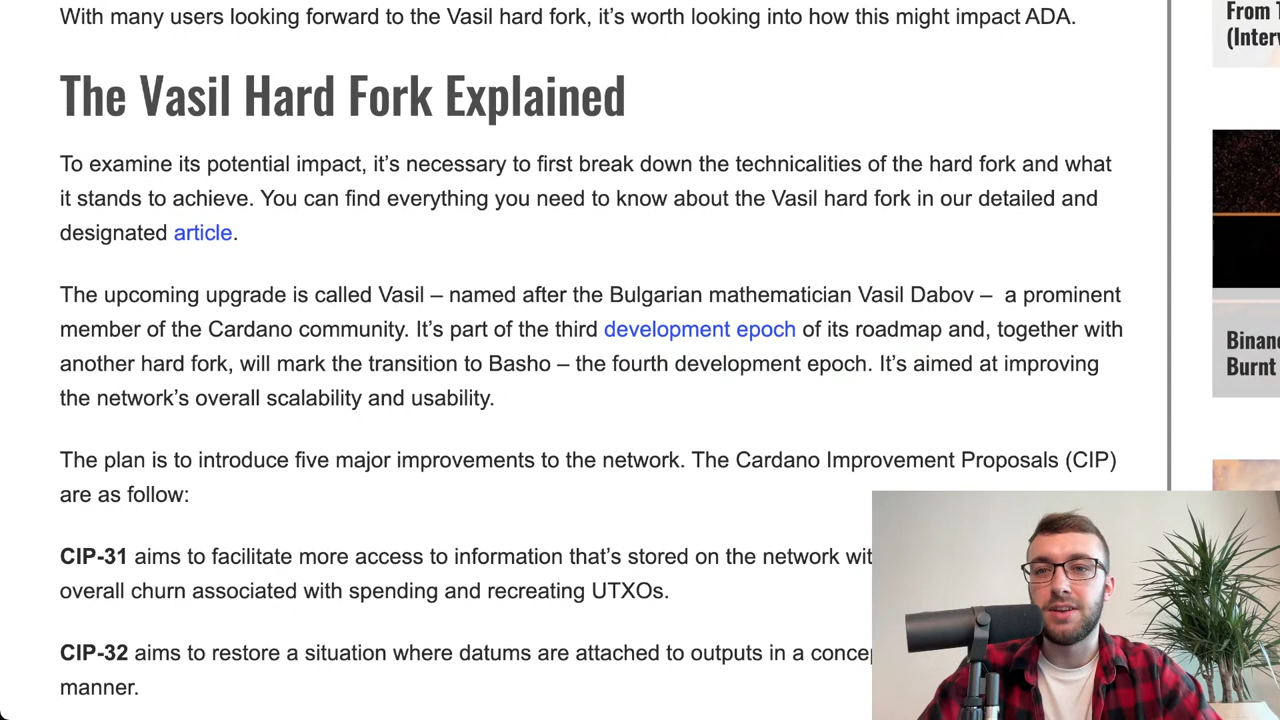 With many users looking forward to the Vasil hard fork, it’s worth looking into how this might impact ADA.
The Vasil Hard Fork Explained
To examine its potential impact, it’s necessary to first break down the technicalities of the hard fork and what
it stands to achieve. You can find everything you need to know about the Vasil hard fork in our detailed and
designated article.
The upcoming upgrade is called Vasil – named after the Bulgarian mathematician Vasil Dabov –  a prominent
member of the Cardano community. It’s part of the third development epoch of its roadmap and, together with
another hard fork, will mark the transition to Basho – the fourth development epoch. It’s aimed at improving
the network’s overall scalability and usability.
The plan is to introduce five major improvements to the network. The Cardano Improvement Proposals (CIP)
are as follow:
CIP-31 aims to facilitate more access to information that’s stored on the network
overall churn associated with spending and recreating UTXOs.
CIP-32 aims to restore a situation where datums are attached to outputs in a
manner.
From
(Inter
Binan
Burnt